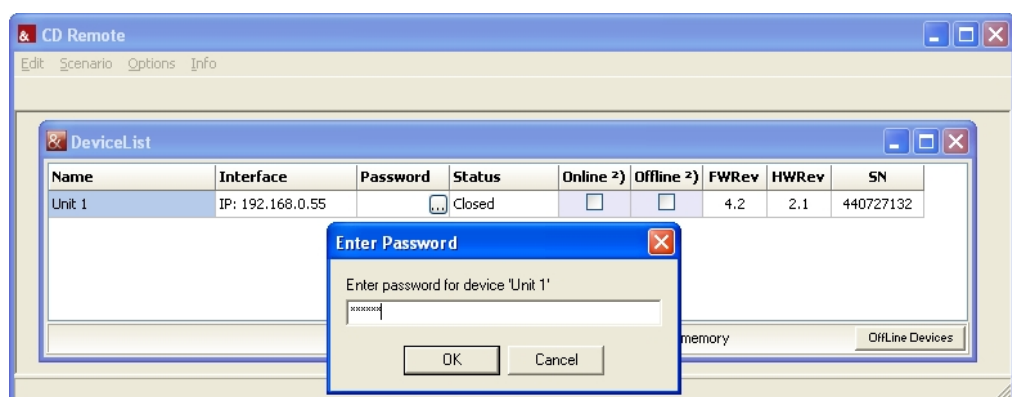 & CD Remote
Edit Scenario Options Info
& DeviceList
Name Interface Password Status Online ²) Offline ²) FWRev HWRev SN
Unit 1 IP: 192.168.0.55 ... Closed 4.2 2.1 440727132
Enter Password
Enter password for device 'Unit 1'
******
memory OffLine Devices
OK Cancel